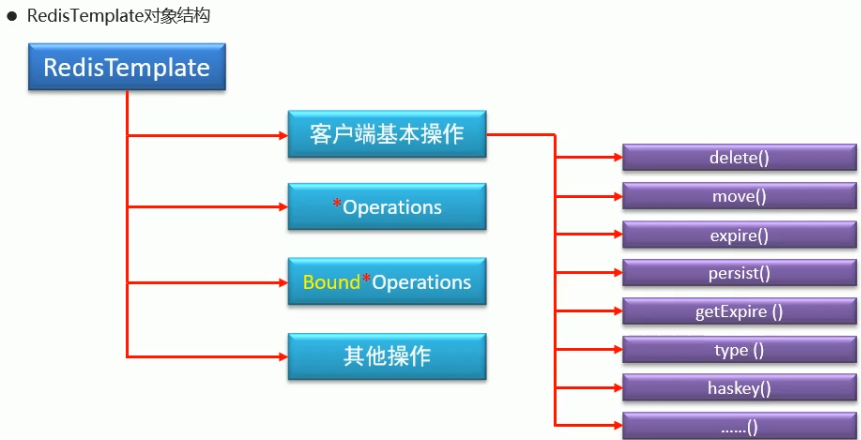 ● RedisTemplate对象结构
RedisTemplate
客户端基本操作
*Operations
Bound*Operations
其他操作
delete()
move()
expire()
persist()
getExpire ()
type ()
haskey()
......()